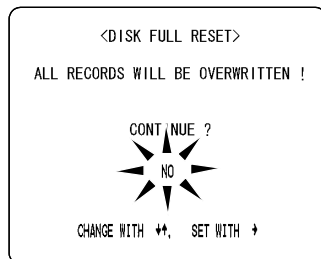 <DISK FULL RESET>
ALL RECORDS WILL BE OVERWRITTEN !
CONTINUE ?
NO
CHANGE WITH ↓↑,  SET WITH →